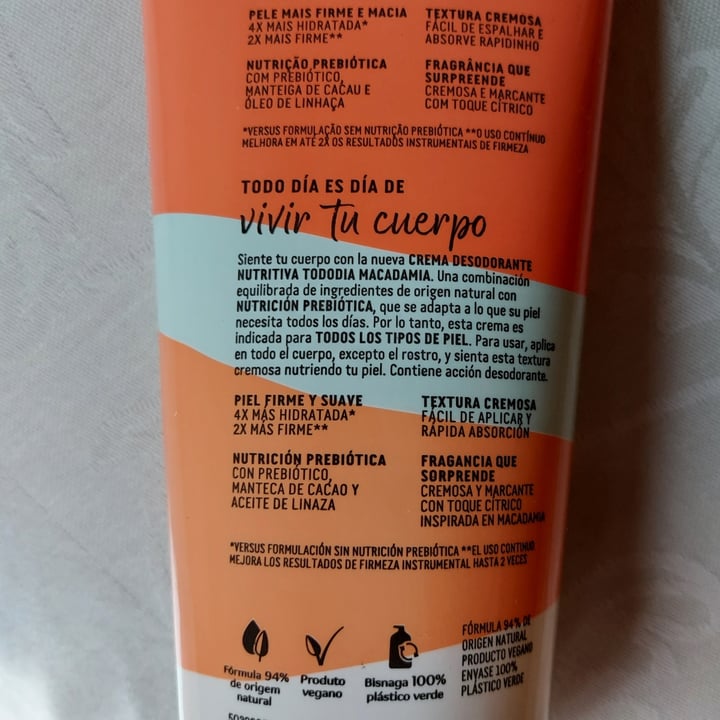 PELE MAIS FIRME E MACIA
4X MAIS HIDRATADA*
2X MAIS FIRME**
TEXTURA CREMOSA
FÁCIL DE ESPALHAR E
ABSORVE RAPIDINHO
NUTRIÇÃO PREBIÓTICA
COM PREBIÓTICO,
MANTEIGA DE CACAU E
ÓLEO DE LINHAÇA
FRAGRÂNCIA QUE
SURPREENDE
CREMOSA E MARCANTE
COM TOQUE CÍTRICO
*VERSUS FORMULAÇÃO SEM NUTRIÇÃO PREBIÓTICA **O USO CONTÍNUO
MELHORA EM ATÉ 2X OS RESULTADOS INSTRUMENTAIS DE FIRMEZA
TODO DÍA ES DÍA DE
vivir tu cuerpo
Siente tu cuerpo con la nueva CREMA DESODORANTE
NUTRITIVA TODODIA MACADAMIA. Una combinación
equilibrada de ingredientes de origen natural con
NUTRICIÓN PREBIÓTICA, que se adapta a lo que su piel
necesita todos los días. Por lo tanto, esta crema es
indicada para TODOS LOS TIPOS DE PIEL. Para usar, aplica
en todo el cuerpo, excepto el rostro, y sienta esta textura
cremosa nutriendo tu piel. Contiene acción desodorante.
PIEL FIRME Y SUAVE
4X MÁS HIDRATADA*
2X MÁS FIRME**
TEXTURA CREMOSA
FÁCIL DE APLICAR Y
RÁPIDA ABSORCIÓN
NUTRICIÓN PREBIÓTICA
CON PREBIÓTICO,
MANTECA DE CACAO Y
ACEITE DE LINAZA
FRAGANCIA QUE
SORPRENDE
CREMOSA Y MARCANTE
CON TOQUE CÍTRICO
INSPIRADA EN MACADAMIA
*VERSUS FORMULACIÓN SIN NUTRICIÓN PREBIÓTICA **EL USO CONTINUO
MEJORA LOS RESULTADOS DE FIRMEZA INSTRUMENTAL HASTA 2 VECES
Fórmula 94%
de origen
natural
Producto
vegano
Bisnaga 100%
plástico verde
FÓRMULA 94% DE
ORIGEN NATURAL
PRODUCTO VEGANO
ENVASE 100%
PLÁSTICO VERDE